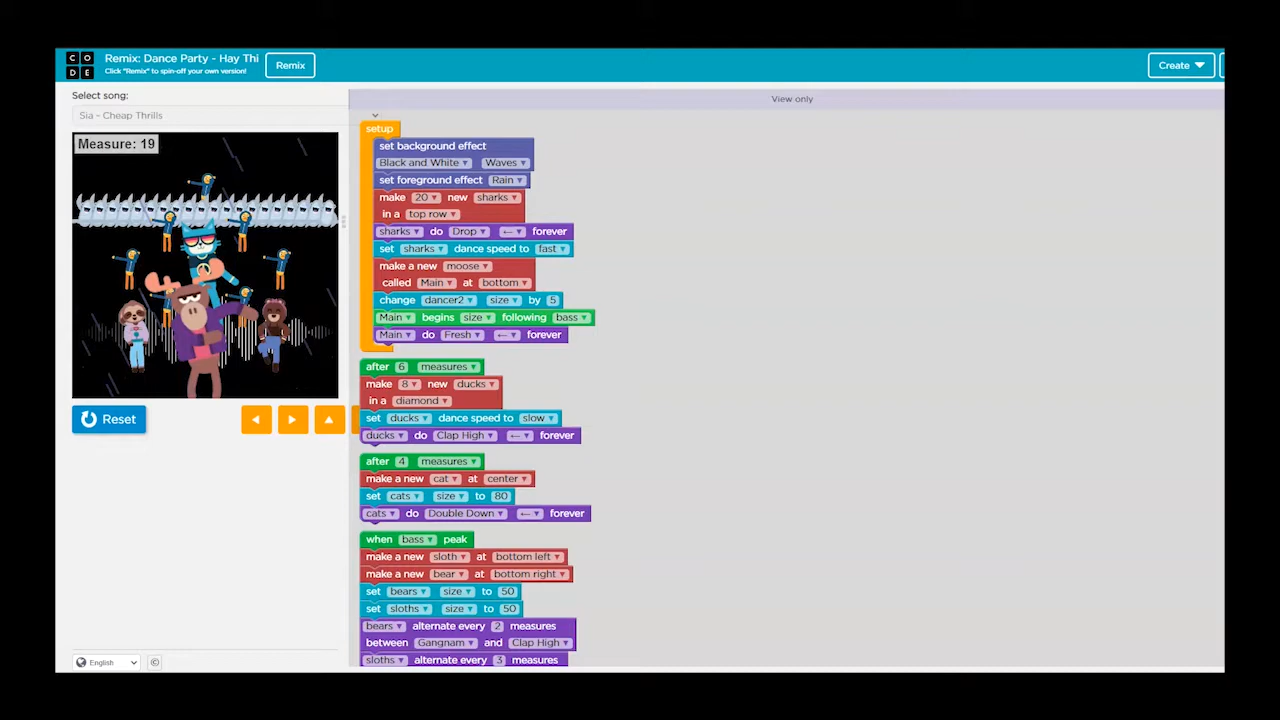 CODE
Remix: Dance Party - Hay Thi
Click "Remix" to spin-off your own version!
Remix
Create
Select song:
Sia - Cheap Thrills
Measure: 19
Reset
English
©
View only
setup
set background effect
Black and White Waves
set foreground effect Rain
make 20 new sharks
in a top row
sharks do Drop ← forever
set sharks dance speed to fast
make a new moose
called Main at bottom
change dancer2 size by 5
Main begins size following bass
Main do Fresh ← forever
after 6 measures
make 8 new ducks
in a diamond
set ducks dance speed to slow
ducks do Clap High ← forever
after 4 measures
make a new cat at center
set cats size to 80
cats do Double Down ← forever
when bass peak
make a new sloth at bottom left
make a new bear at bottom right
set bears size to 50
set sloths size to 50
bears alternate every 2 measures
between Gangnam and Clap High
sloths alternate every 3 measures